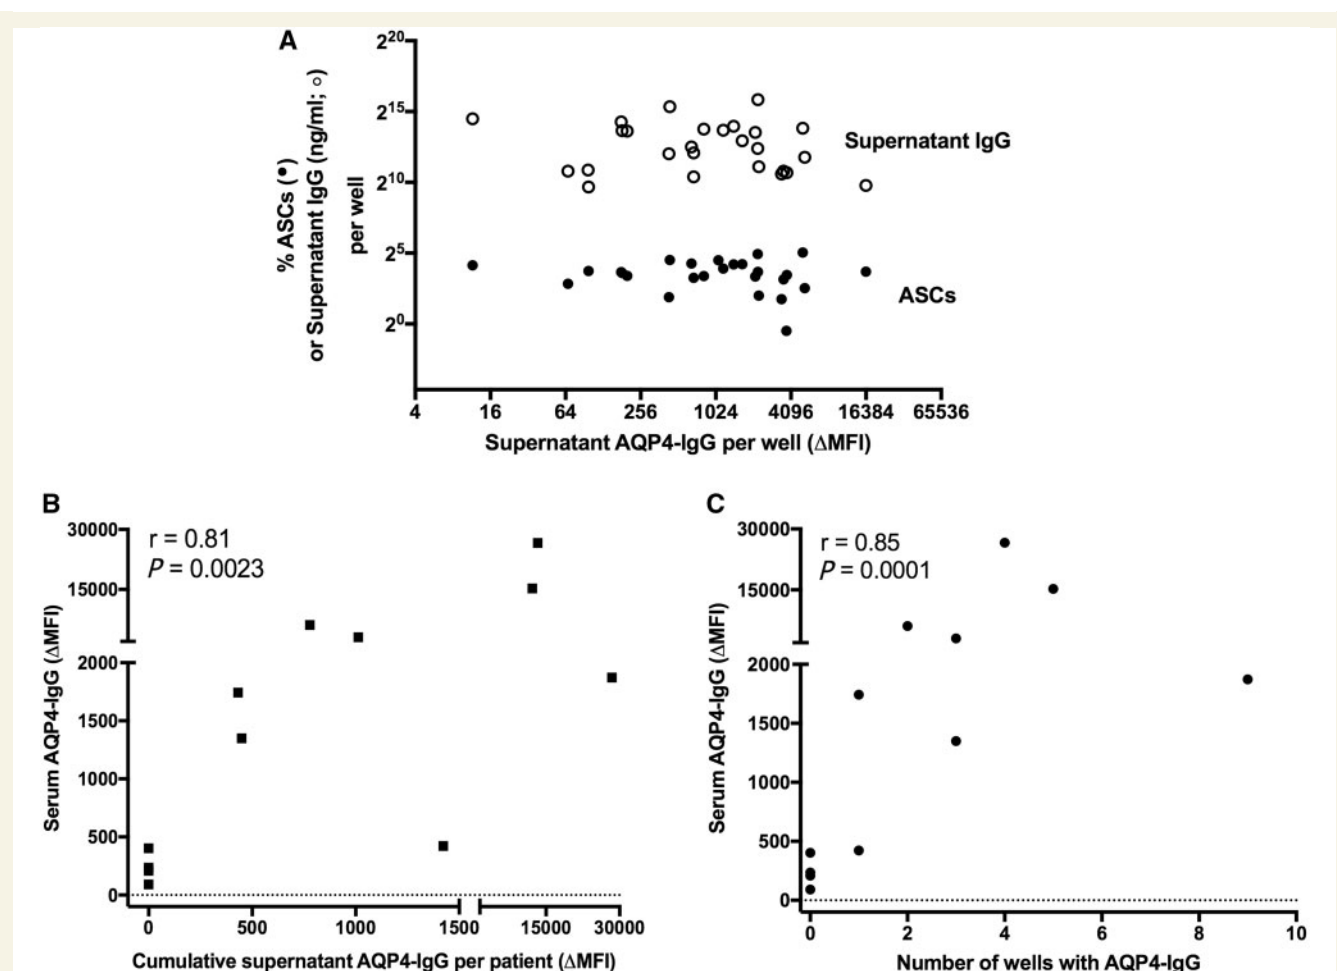 A
2^20
2^15
2^10
2^5
2^0
% ASCs (•)
or Supernatant IgG (ng/ml; ○)
per well
Supernatant IgG
ASCs
4 16 64 256 1024 4096 16384 65536
Supernatant AQP4-IgG per well (ΔMFI)
B
r = 0.81
P = 0.0023
30000
15000
2000
1500
1000
500
0
Serum AQP4-IgG (ΔMFI)
0 500 1000 1500 15000 30000
Cumulative supernatant AQP4-IgG per patient (ΔMFI)
C
r = 0.85
P = 0.0001
30000
15000
2000
1500
1000
500
0
Serum AQP4-IgG (ΔMFI)
0 2 4 6 8 10
Number of wells with AQP4-IgG